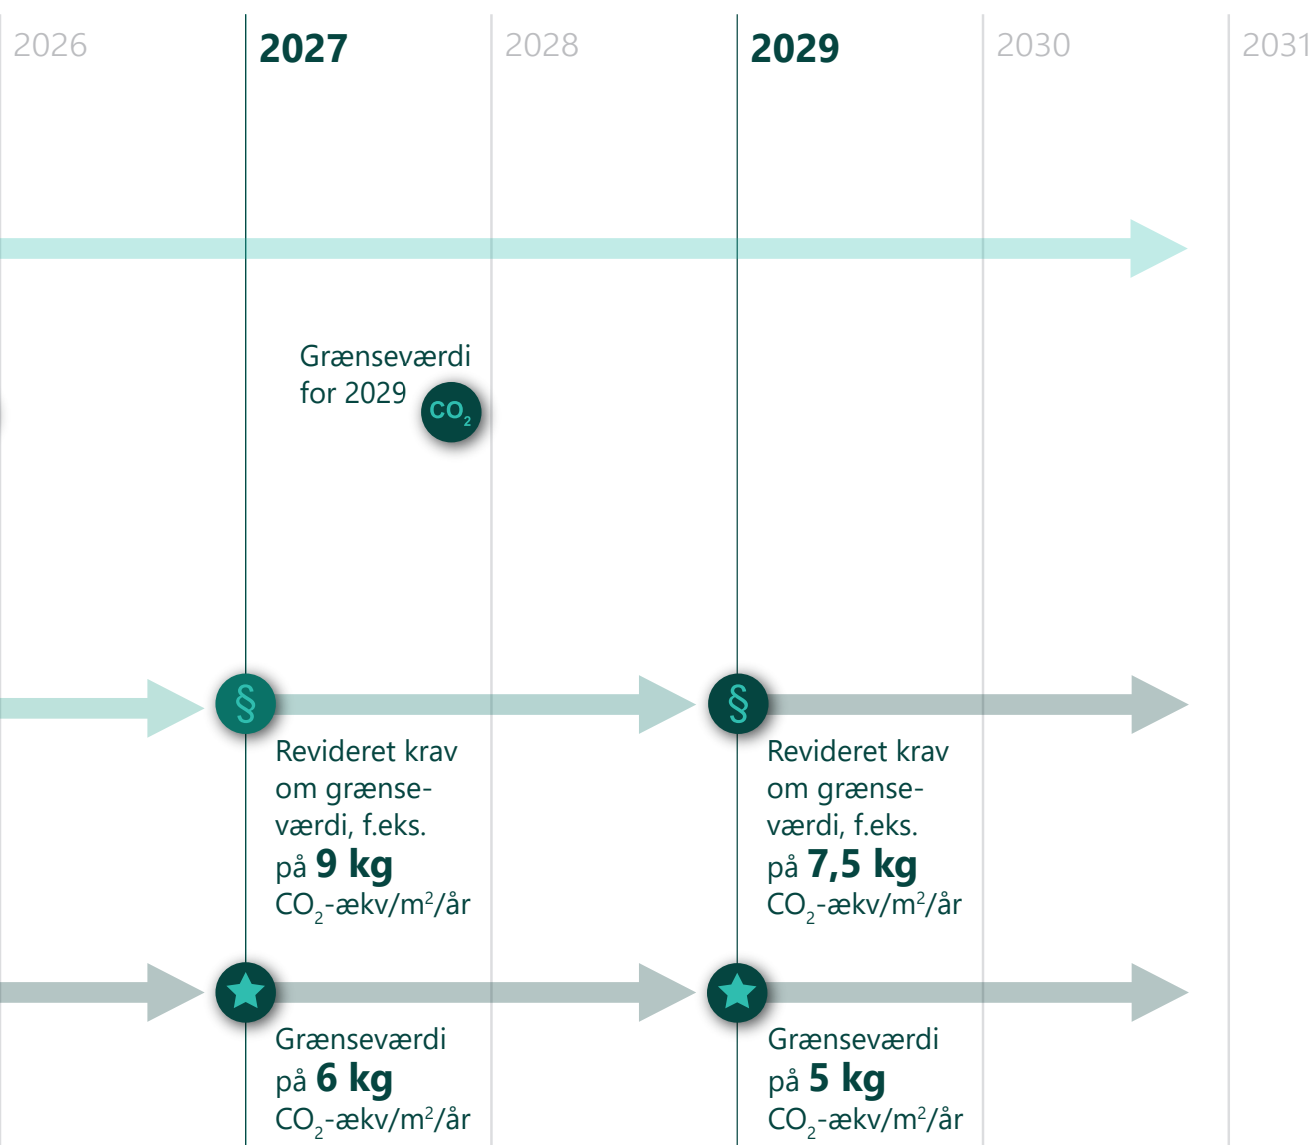 2026
2027
2028
2029
2030
2031
Grænseværdi
for 2029
CO₂
§
§
Revideret krav
om grænse-
værdi, f.eks.
på 9 kg
CO₂-ækv/m²/år
Revideret krav
om grænse-
værdi, f.eks.
på 7,5 kg
CO₂-ækv/m²/år
Grænseværdi
på 6 kg
CO₂-ækv/m²/år
Grænseværdi
på 5 kg
CO₂-ækv/m²/år